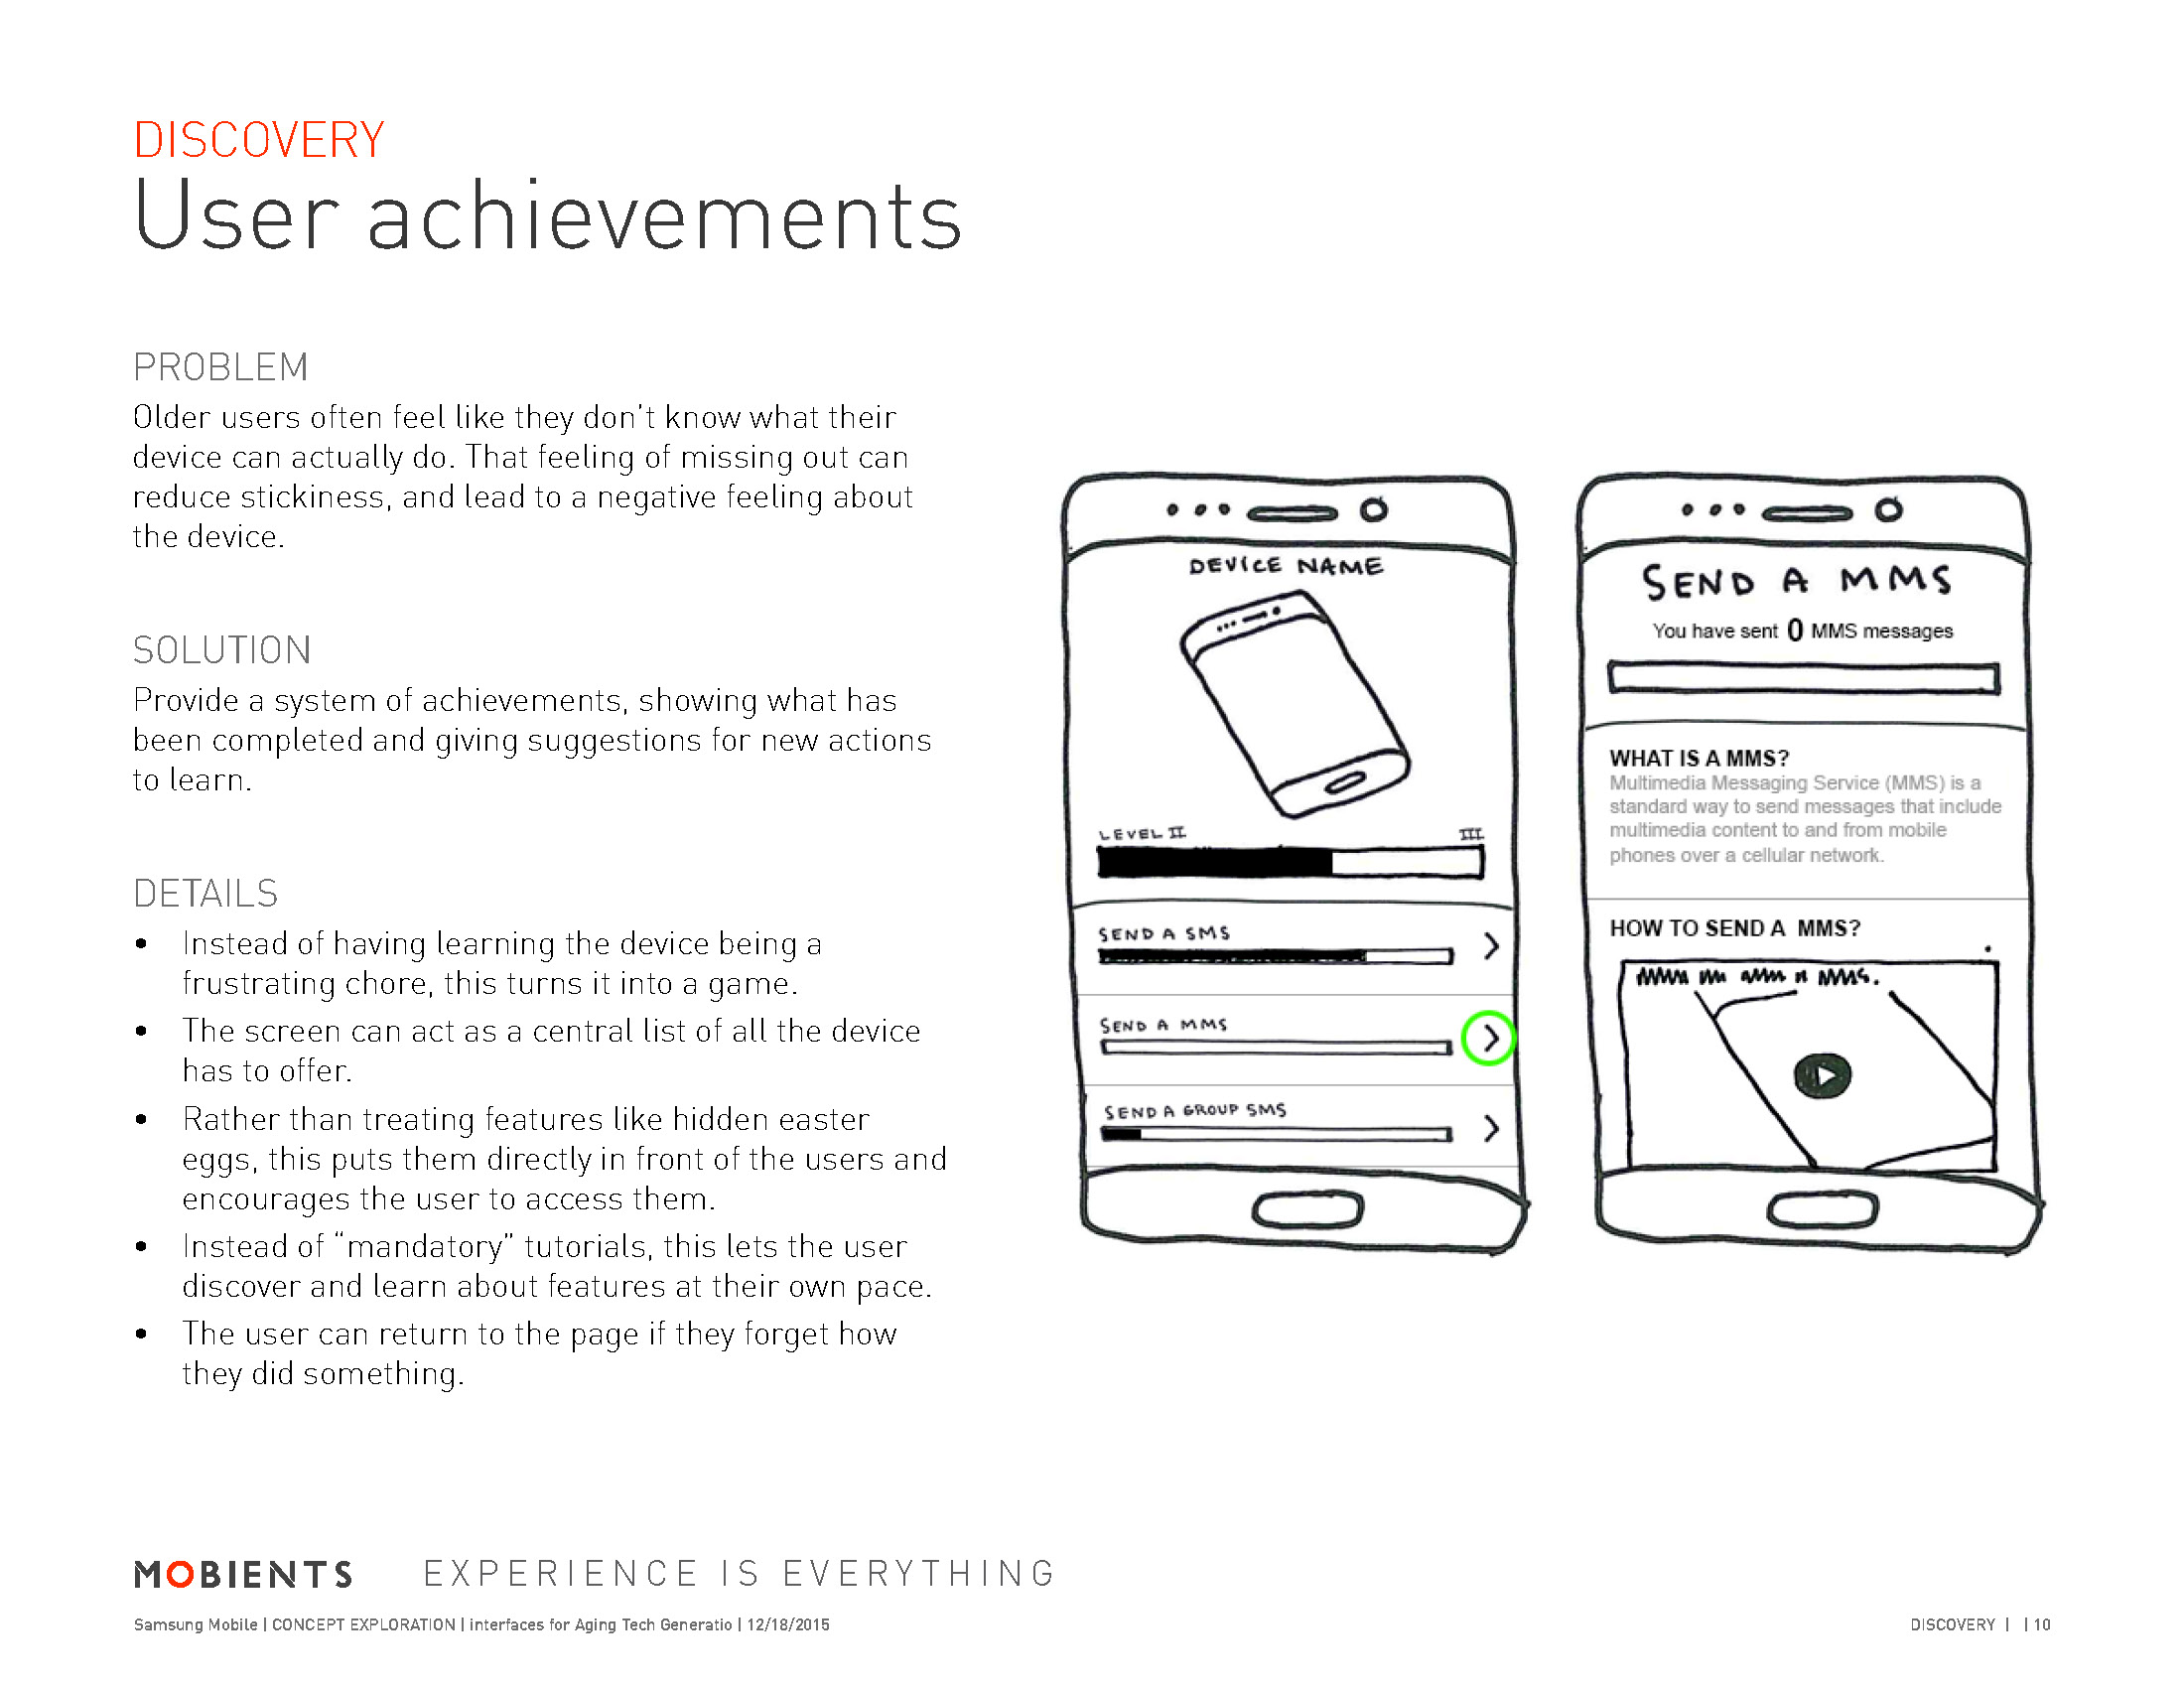 DISCOVERY
User achievements
PROBLEM
Older users often feel like they don't know what their
device can actually do. That feeling of missing out can
reduce stickiness, and lead to a negative feeling about
the device.
SOLUTION
Provide a system of achievements, showing what has
been completed and giving suggestions for new actions
to learn.
DETAILS
• Instead of having learning the device being a
frustrating chore, this turns it into a game.
• The screen can act as a central list of all the device
has to offer.
• Rather than treating features like hidden easter
eggs, this puts them directly in front of the users and
encourages the user to access them.
• Instead of “mandatory” tutorials, this lets the user
discover and learn about features at their own pace.
• The user can return to the page if they forget how
they did something.
DEVICE NAME
LEVEL II III
SEND A SMS
SEND A MMS
SEND A GROUP SMS
SEND A MMS
You have sent 0 MMS messages
WHAT IS A MMS?
Multimedia Messaging Service (MMS) is a
standard way to send messages that include
multimedia content to and from mobile
phones over a cellular network.
HOW TO SEND A MMS?
MOBIENTS EXPERIENCE IS EVERYTHING
Samsung Mobile | CONCEPT EXPLORATION | interfaces for Aging Tech Generatio | 12/18/2015
DISCOVERY | | 10